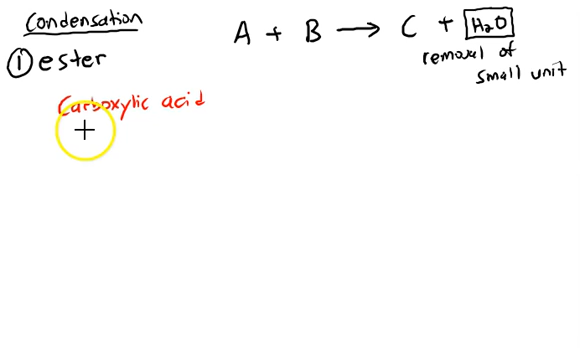 Condensation
A + B → C + H₂O
removal of
small unit
① ester
Carboxylic acid